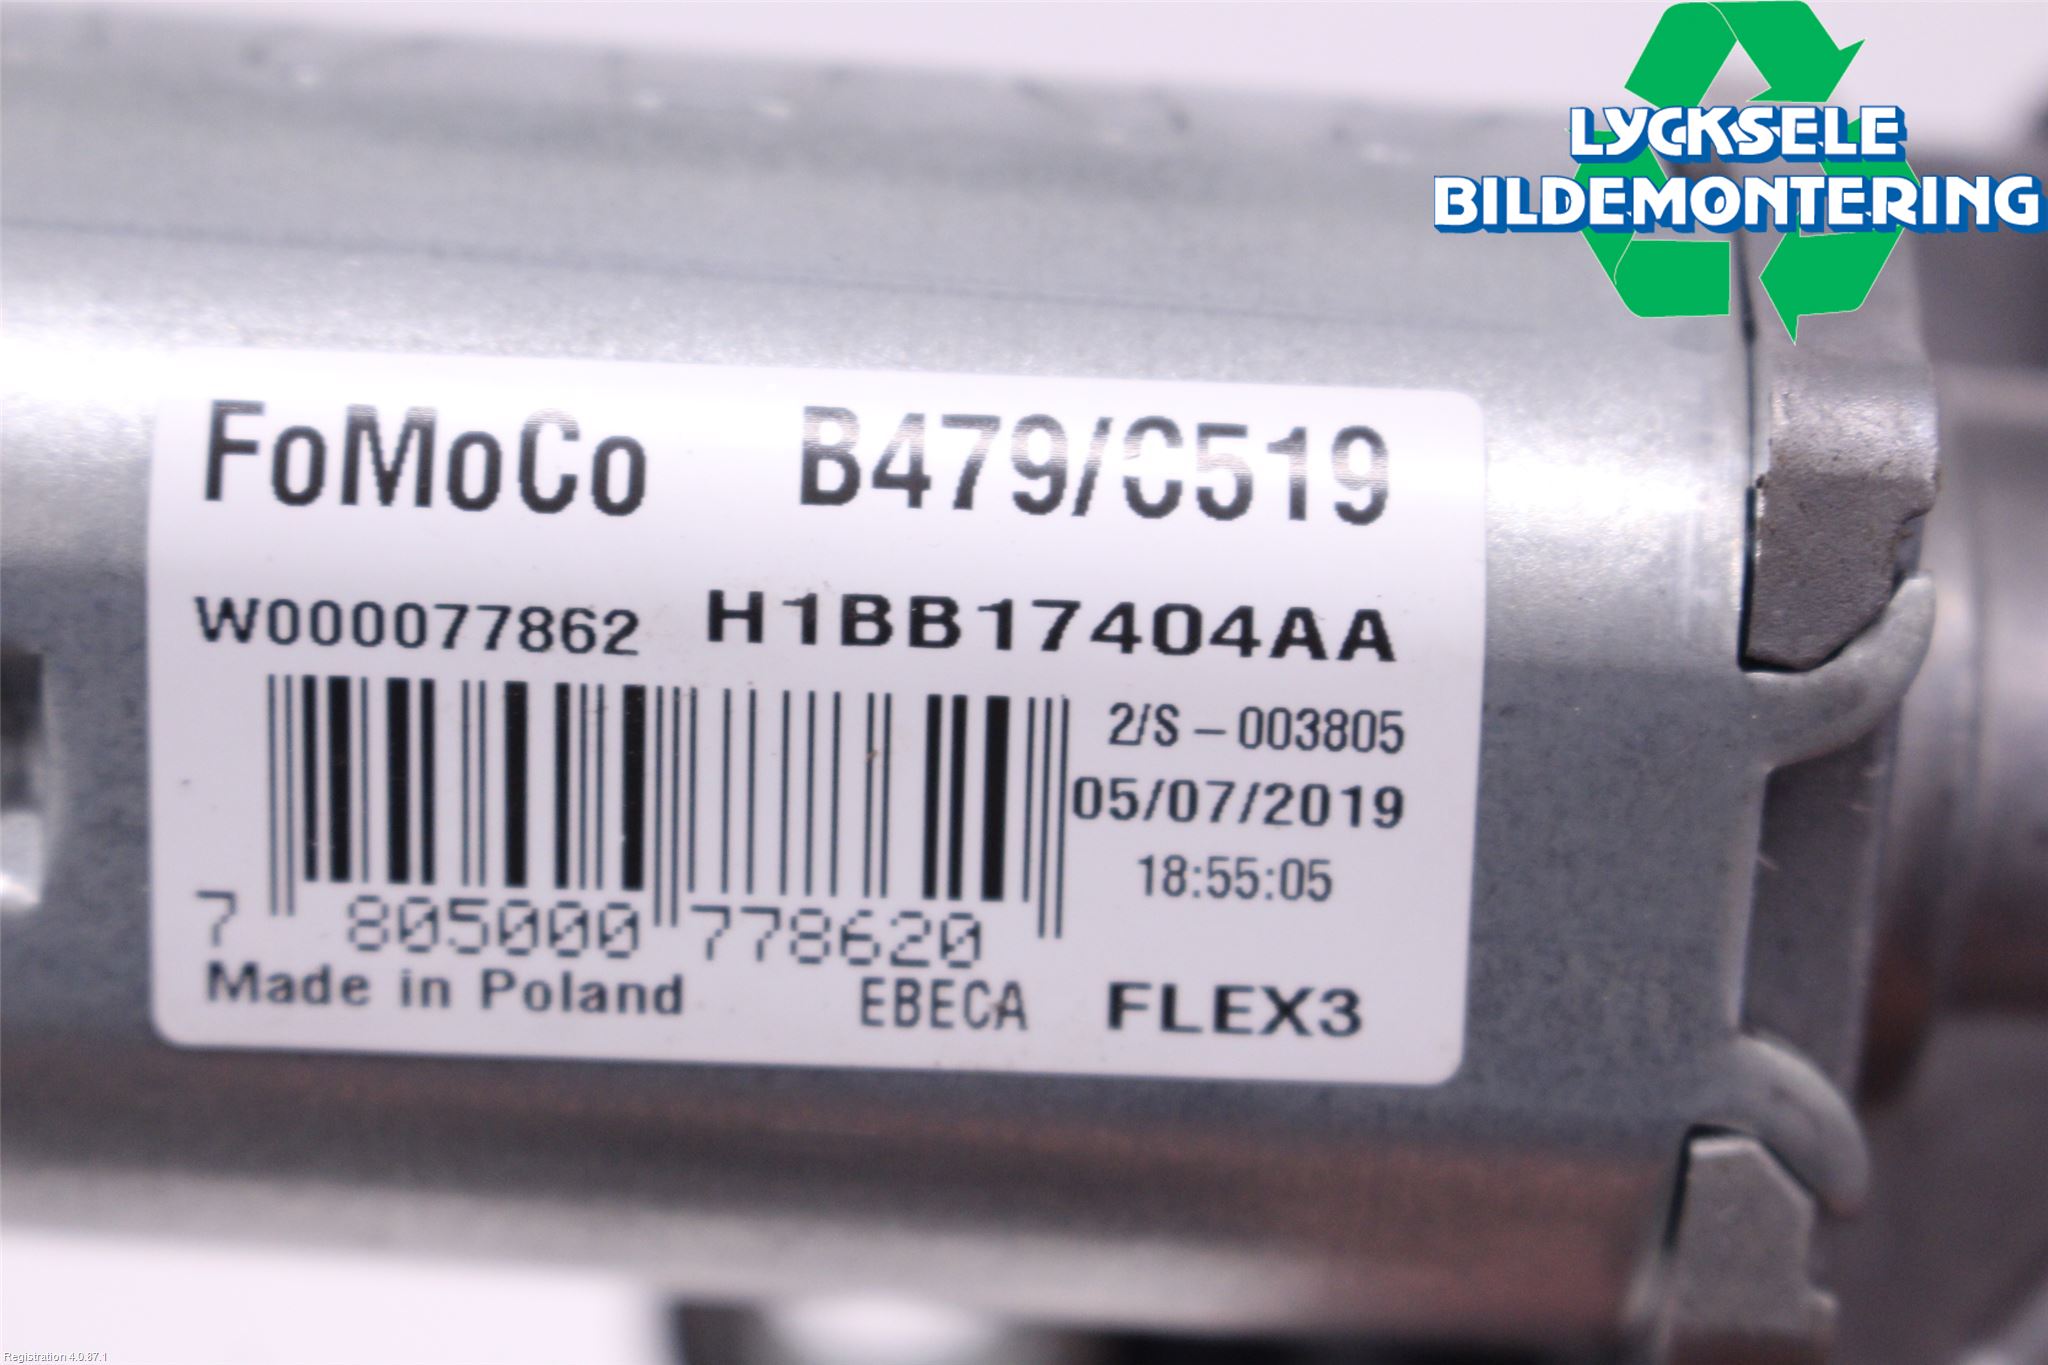 LYCKSELE
BILDEMONTERING
FoMoCo B479/C519
W000077862 H1BB17404AA
2/S - 003805
05/07/2019
18:55:05
7 805000 778620
Made in Poland EBECA FLEX3
Registration 4.0.87.1